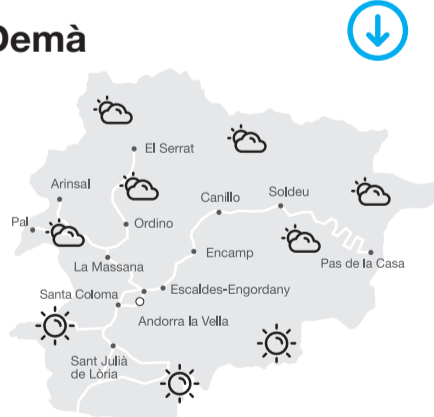 Demà
El Serrat
Arinsal
Canillo
Soldeu
Pal
Ordino
Encamp
Pas de la Casa
La Massana
Santa Coloma
Escaldes-Engordany
Andorra la Vella
Sant Julià
de Lòria